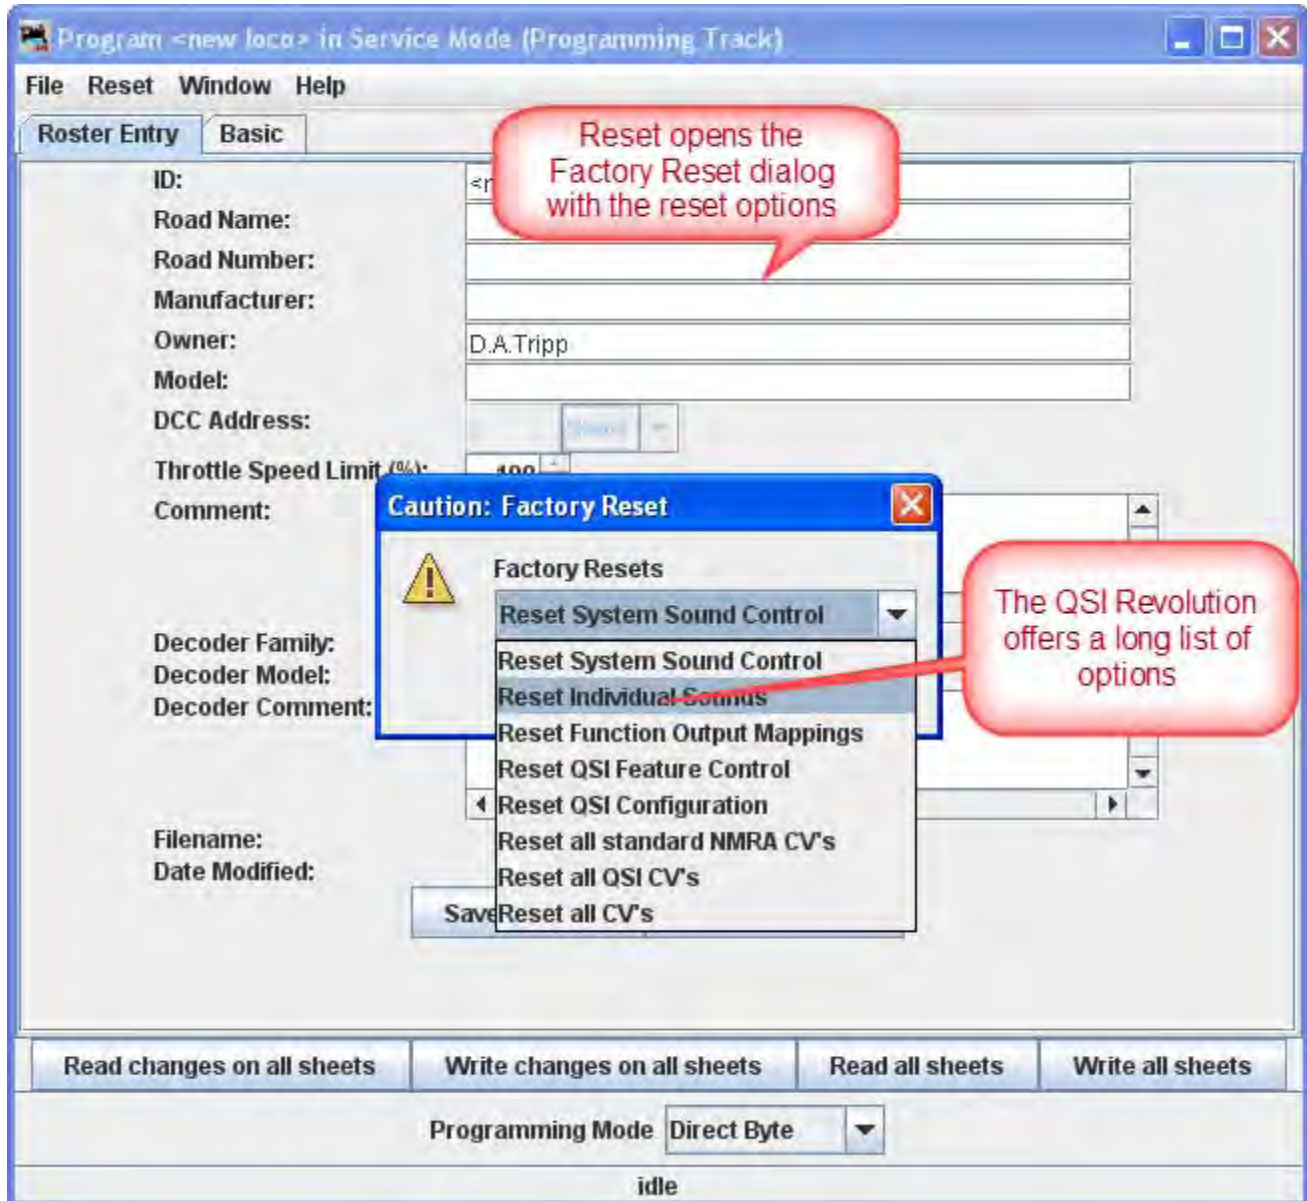 Program <new loco> in Service Mode (Programming Track)
File Reset Window Help
Roster Entry Basic
Reset opens the
Factory Reset dialog
with the reset options
ID:
Road Name:
Road Number:
Manufacturer:
Owner: D.A.Tripp
Model:
DCC Address:
Throttle Speed Limit (%): 100
Comment:
Caution: Factory Reset
Factory Resets
Reset System Sound Control
Reset System Sound Control
Reset Individual Sounds
Reset Function Output Mappings
Reset QSI Feature Control
Reset QSI Configuration
Reset all standard NMRA CV's
Reset all QSI CV's
Reset all CV's
The QSI Revolution
offers a long list of
options
Decoder Family:
Decoder Model:
Decoder Comment:
Filename:
Date Modified:
Save
Read changes on all sheets Write changes on all sheets Read all sheets Write all sheets
Programming Mode Direct Byte
idle